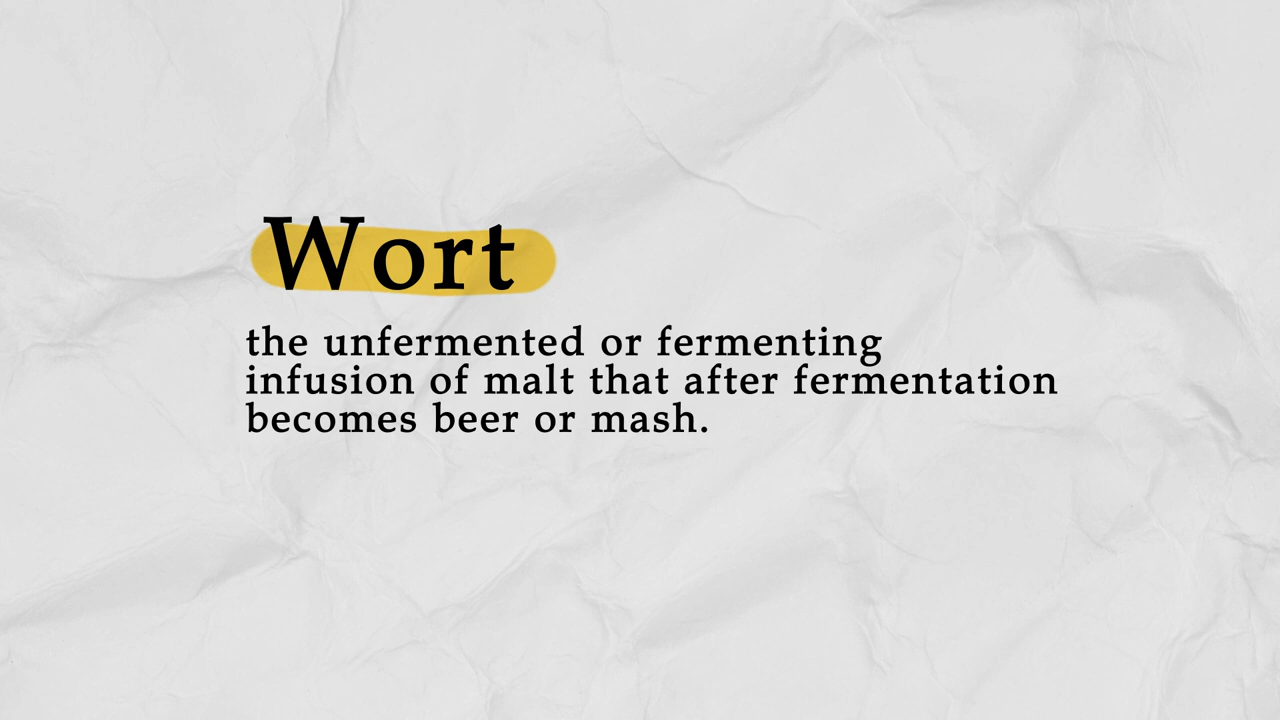 Wort
the unfermented or fermenting
infusion of malt that after fermentation
becomes beer or mash.